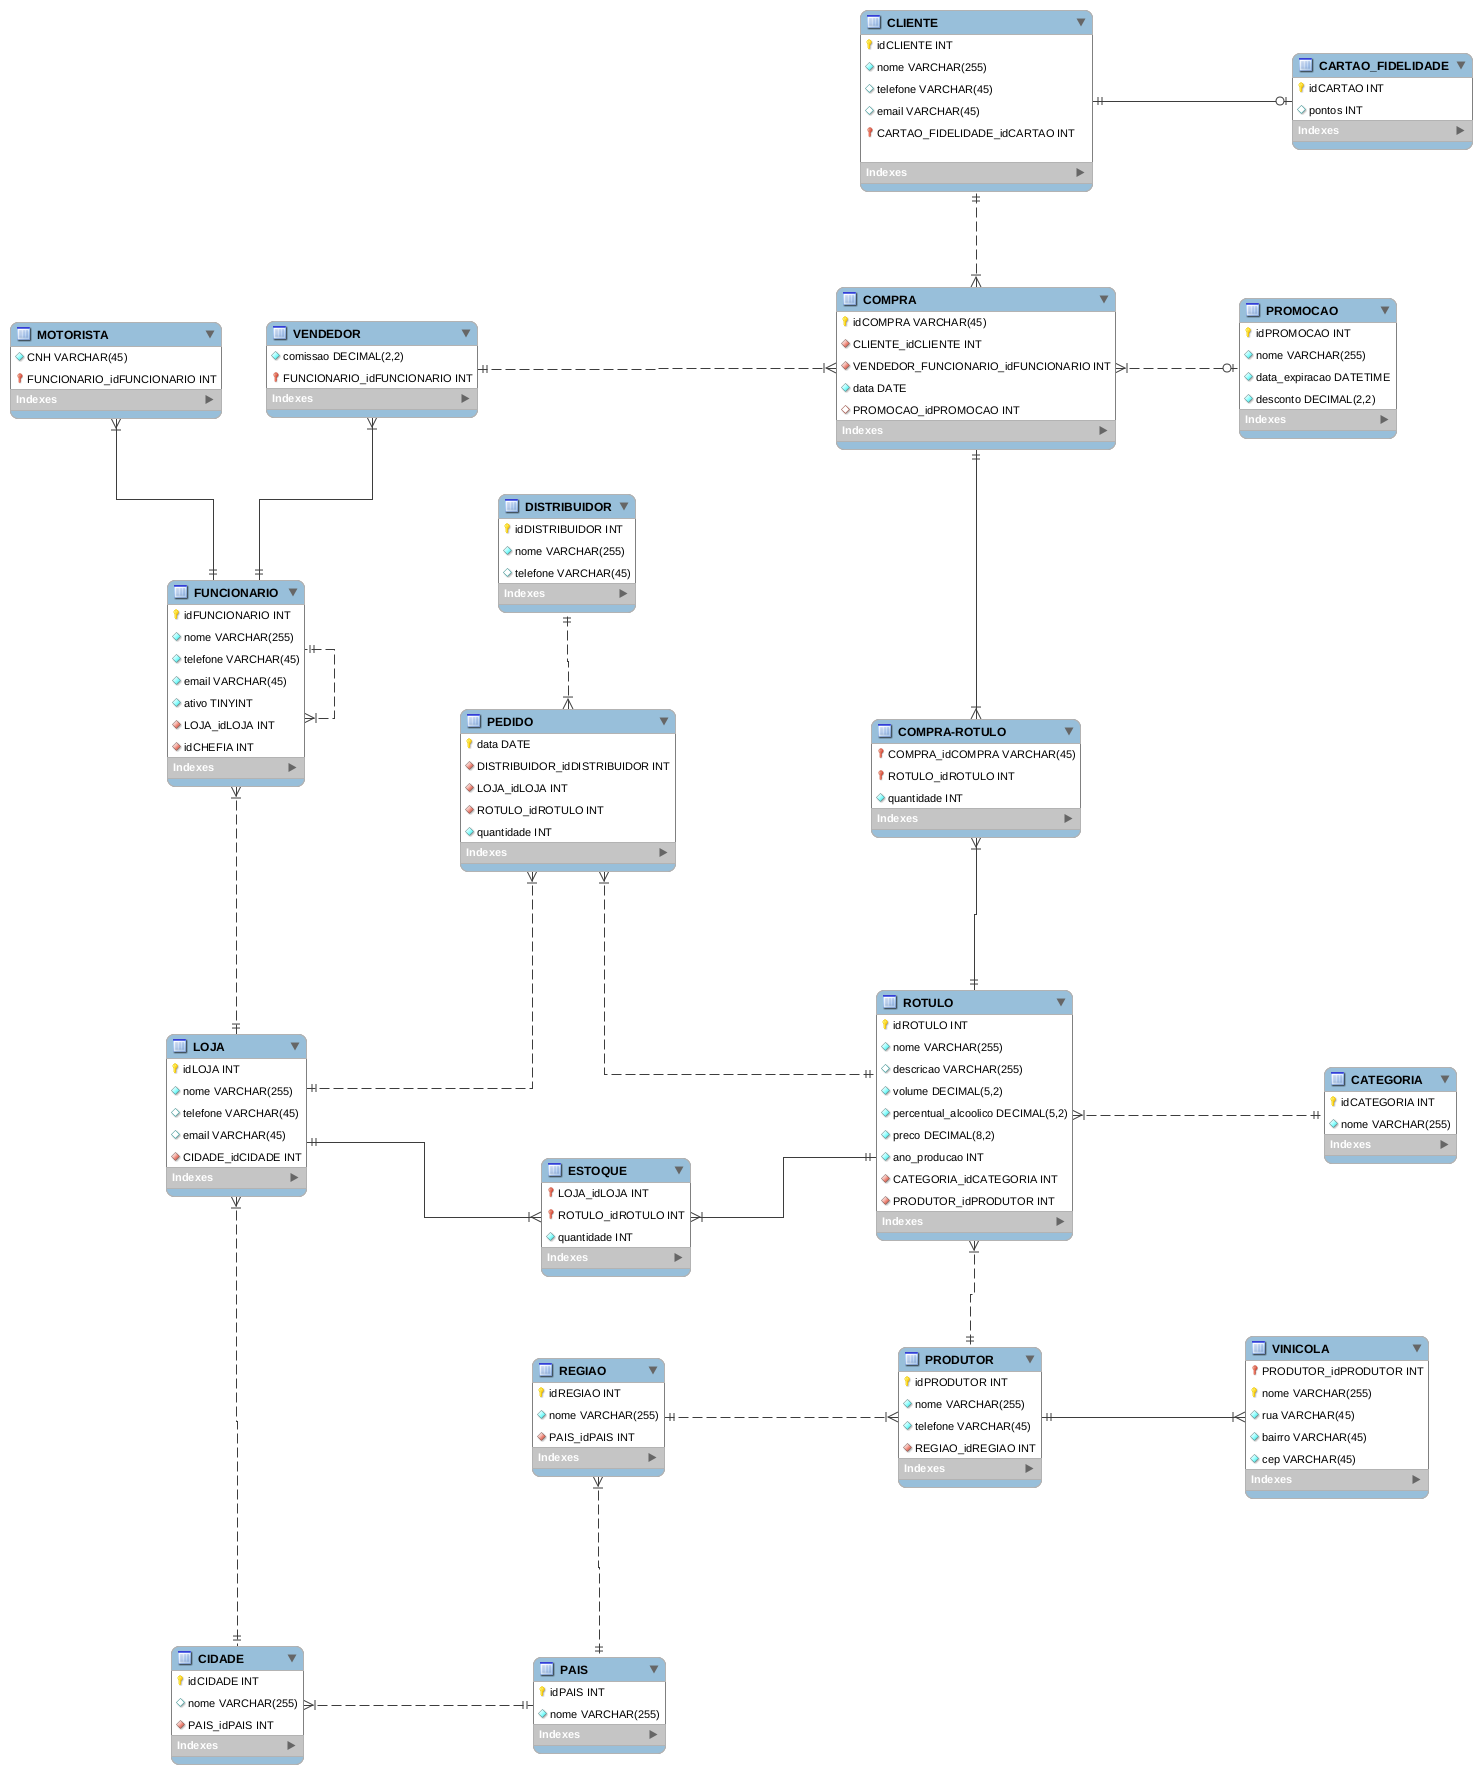 CLIENTE
idCLIENTE INT
nome VARCHAR(255)
telefone VARCHAR(45)
email VARCHAR(45)
CARTAO_FIDELIDADE_idCARTAO INT
Indexes
CARTAO_FIDELIDADE
idCARTAO INT
pontos INT
Indexes
MOTORISTA
CNH VARCHAR(45)
FUNCIONARIO_idFUNCIONARIO INT
Indexes
VENDEDOR
comissao DECIMAL(2,2)
FUNCIONARIO_idFUNCIONARIO INT
Indexes
COMPRA
idCOMPRA VARCHAR(45)
CLIENTE_idCLIENTE INT
VENDEDOR_FUNCIONARIO_idFUNCIONARIO INT
data DATE
PROMOCAO_idPROMOCAO INT
Indexes
PROMOCAO
idPROMOCAO INT
nome VARCHAR(255)
data_expiracao DATETIME
desconto DECIMAL(2,2)
Indexes
DISTRIBUIDOR
idDISTRIBUIDOR INT
nome VARCHAR(255)
telefone VARCHAR(45)
Indexes
FUNCIONARIO
idFUNCIONARIO INT
nome VARCHAR(255)
telefone VARCHAR(45)
email VARCHAR(45)
ativo TINYINT
LOJA_idLOJA INT
idCHEFIA INT
Indexes
PEDIDO
data DATE
DISTRIBUIDOR_idDISTRIBUIDOR INT
LOJA_idLOJA INT
ROTULO_idROTULO INT
quantidade INT
Indexes
COMPRA-ROTULO
COMPRA_idCOMPRA VARCHAR(45)
ROTULO_idROTULO INT
quantidade INT
Indexes
LOJA
idLOJA INT
nome VARCHAR(255)
telefone VARCHAR(45)
email VARCHAR(45)
CIDADE_idCIDADE INT
Indexes
ROTULO
idROTULO INT
nome VARCHAR(255)
descricao VARCHAR(255)
volume DECIMAL(5,2)
percentual_alcoolico DECIMAL(5,2)
preco DECIMAL(8,2)
ano_producao INT
CATEGORIA_idCATEGORIA INT
PRODUTOR_idPRODUTOR INT
Indexes
CATEGORIA
idCATEGORIA INT
nome VARCHAR(255)
Indexes
ESTOQUE
LOJA_idLOJA INT
ROTULO_idROTULO INT
quantidade INT
Indexes
REGIAO
idREGIAO INT
nome VARCHAR(255)
PAIS_idPAIS INT
Indexes
PRODUTOR
idPRODUTOR INT
nome VARCHAR(255)
telefone VARCHAR(45)
REGIAO_idREGIAO INT
Indexes
VINICOLA
PRODUTOR_idPRODUTOR INT
nome VARCHAR(255)
rua VARCHAR(45)
bairro VARCHAR(45)
cep VARCHAR(45)
Indexes
CIDADE
idCIDADE INT
nome VARCHAR(255)
PAIS_idPAIS INT
Indexes
PAIS
idPAIS INT
nome VARCHAR(255)
Indexes